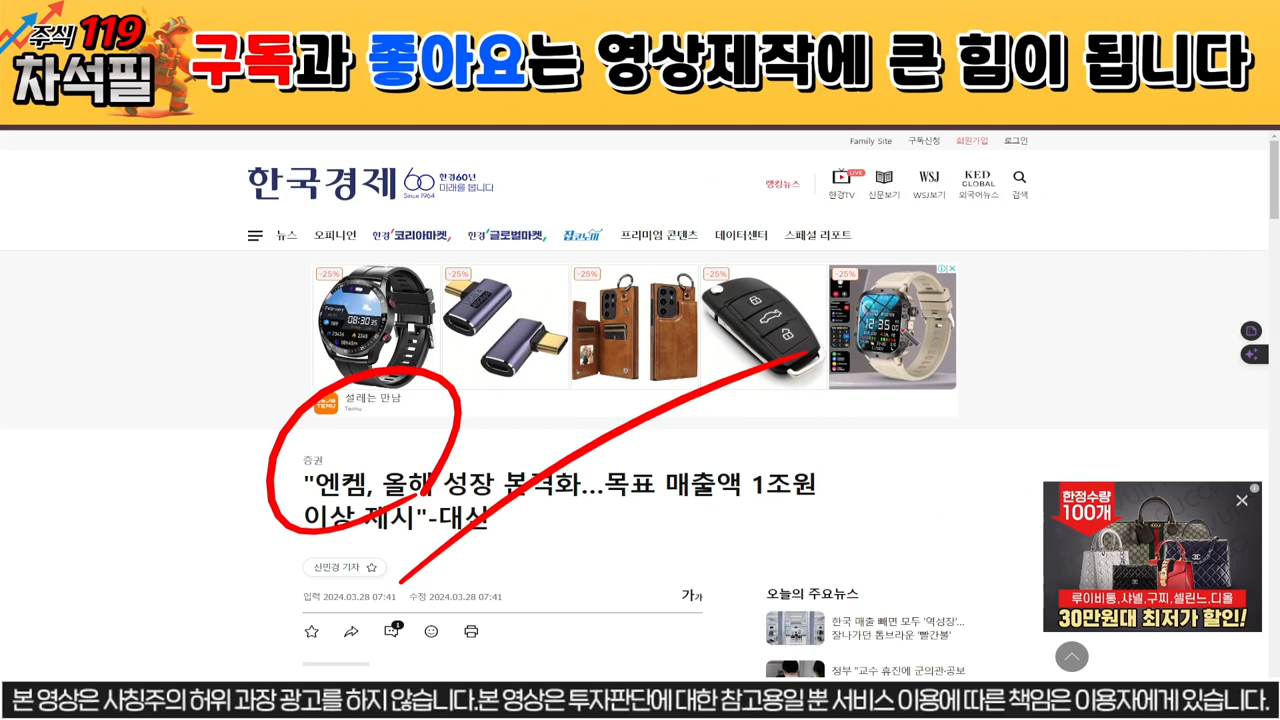 주식 119
차석필
구독과 좋아요는 영상제작에 큰 힘이 됩니다
Family Site 구독신청 회원가입 로그인
한국경제 60 Since 1964 한경60년 미래를 봅니다
랭킹뉴스 LIVE 한경TV 신문보기 WSJ WSJ보기 KED GLOBAL 외국어뉴스 검색
뉴스 오피니언 한경 코리아마켓 한경 글로벌마켓 잡코노미 프리미엄 콘텐츠 데이터센터 스페셜 리포트
-25% -25% -25% -25% -25%
February 08:30 35
12:35
TEMU 설레는 만남
Temu
증권
"엔켐, 올해 성장 본격화…목표 매출액 1조원
이상 제시"-대신
신민경 기자
입력 2024.03.28 07:41 수정 2024.03.28 07:41 가가
1
오늘의 주요뉴스
한국 매출 빼면 모두 '역성장'…
잘나가던 톰브라운 '빨간불'
정부 "교수 휴진에 군의관·공보
한정수량
100개
루이비통,샤넬,구찌,셀린느,디올
30만원대 최저가 할인!
본 영상은 사칭주의 허위 과장 광고를 하지 않습니다.본 영상은 투자판단에 대한 참고용일 뿐 서비스 이용에 따른 책임은 이용자에게 있습니다.